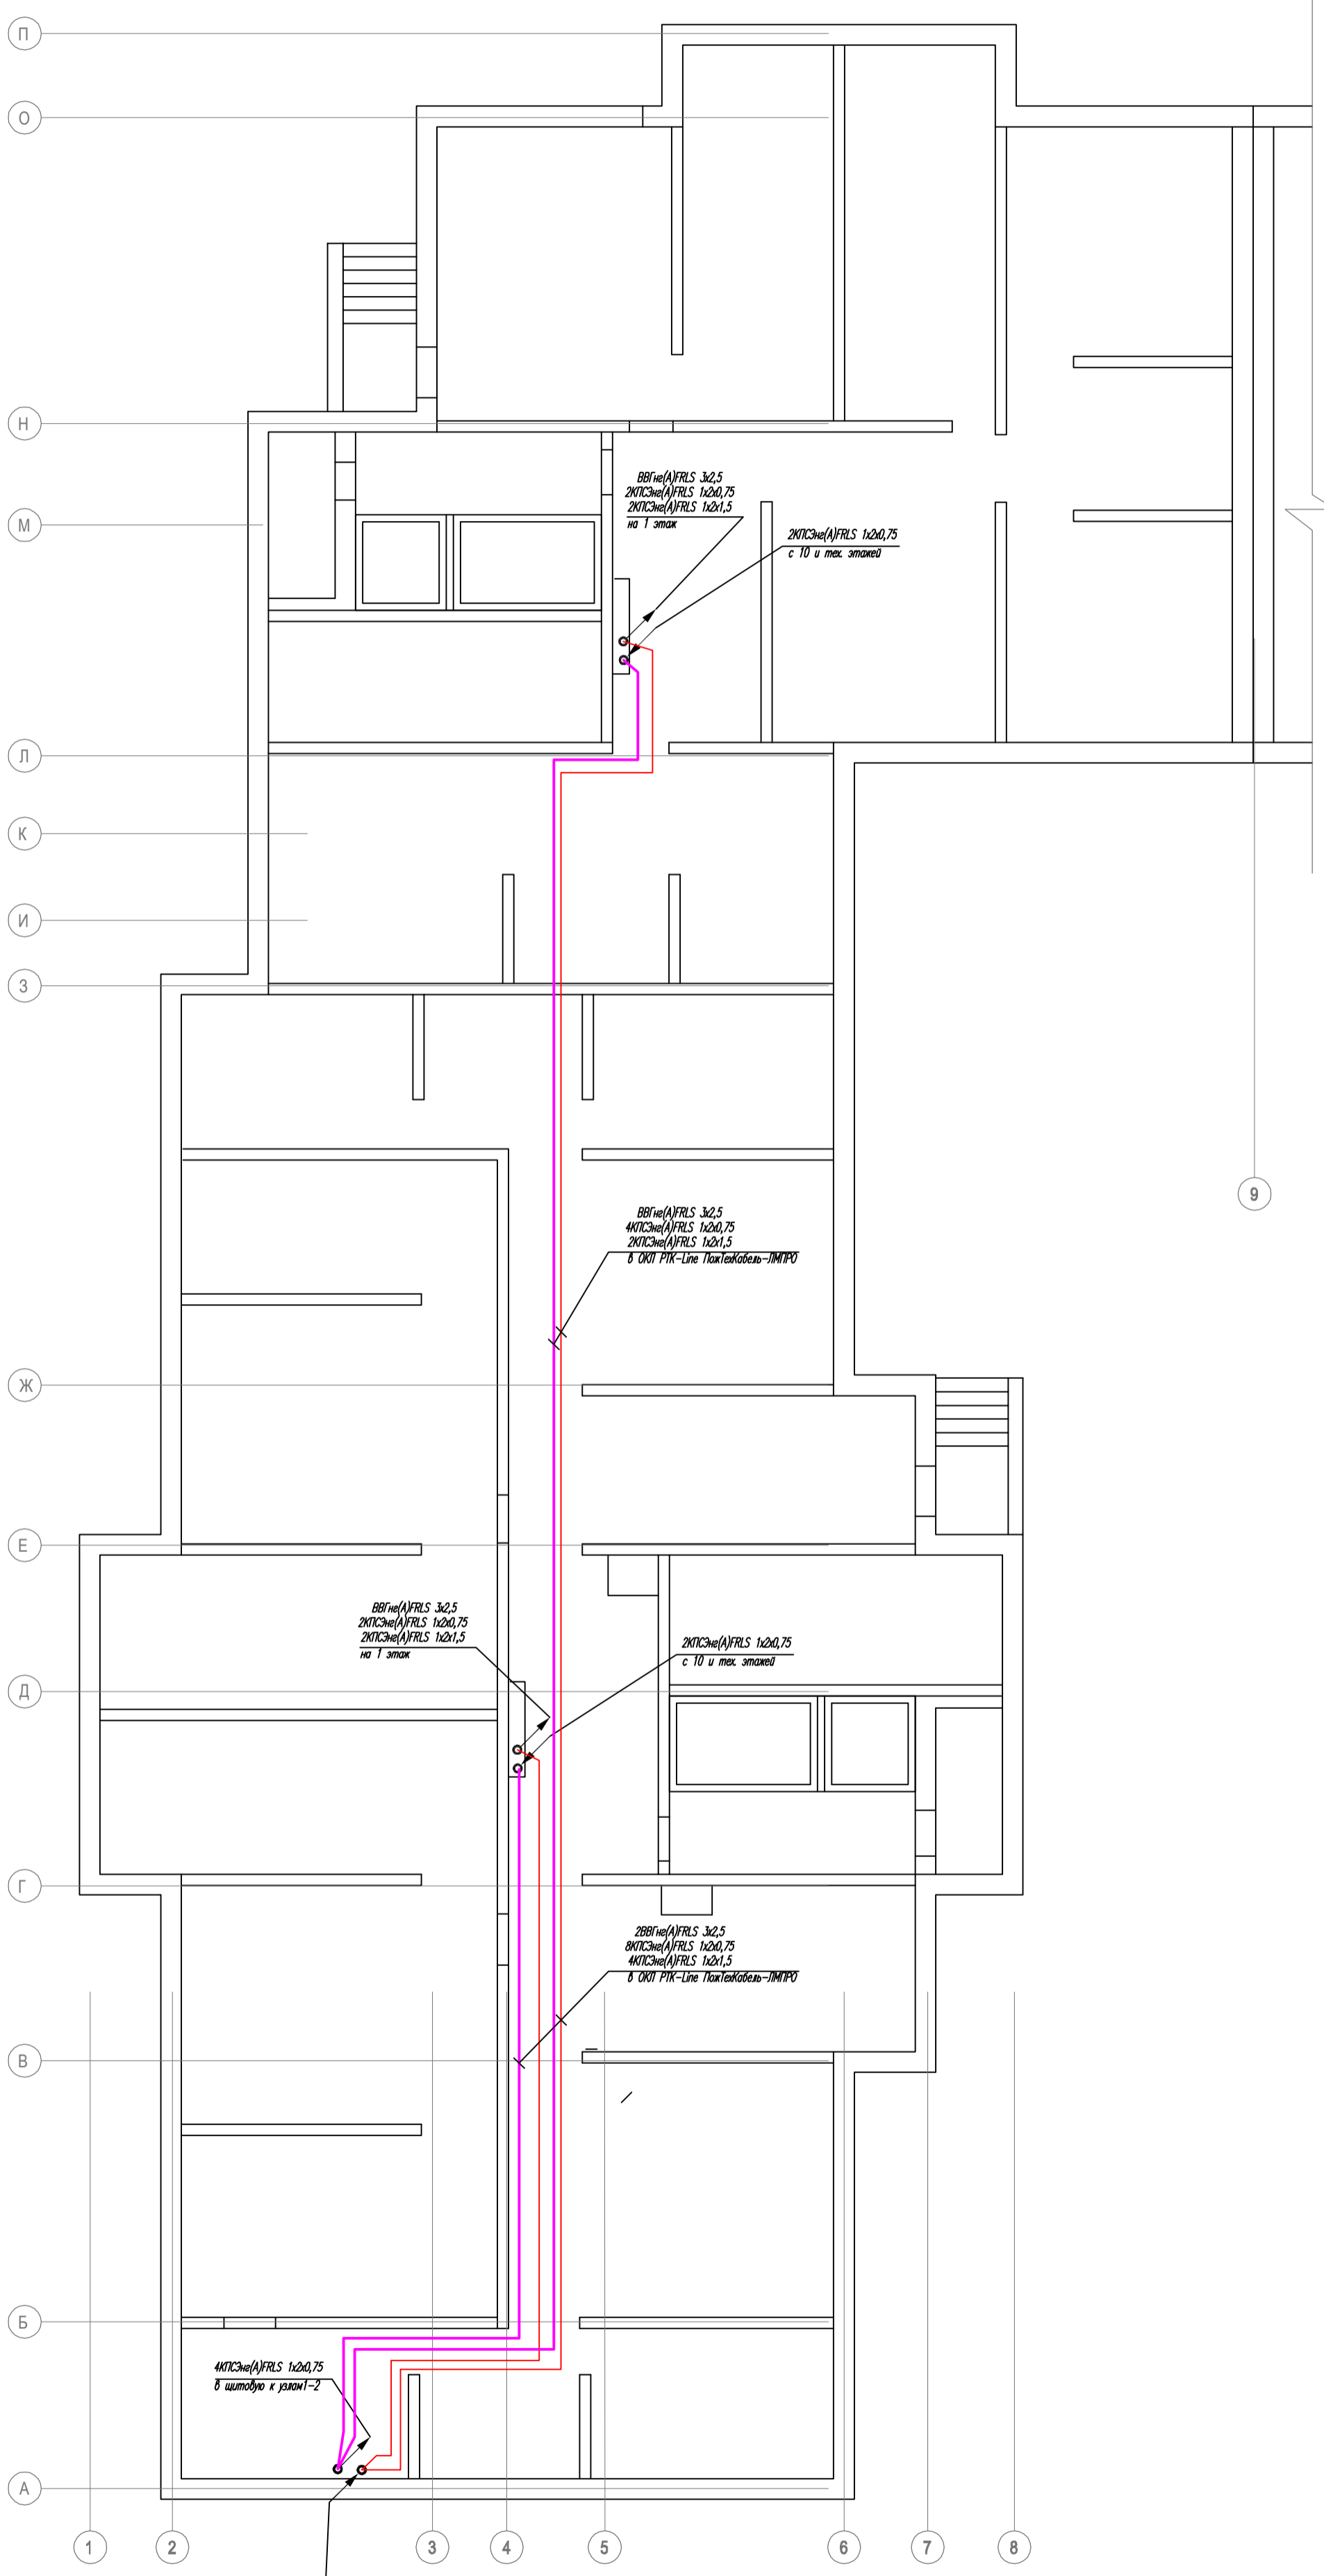 П
О
Н
ВВГнг(А)FRLS 3х2,5
2КПСЭнг(А)FRLS 1х2х0,75
2КПСЭнг(А)FRLS 1х2х1,5
на 1 этаж
М
2КПСЭнг(А)FRLS 1х2х0,75
с 10 и тех. этажей
Л
К
И
З
9
ВВГнг(А)FRLS 3х2,5
4КПСЭнг(А)FRLS 1х2х0,75
2КПСЭнг(А)FRLS 1х2х1,5
в ОКЛ РТК-Line ПожТехКабель-ЛМПРО
Ж
Е
ВВГнг(А)FRLS 3х2,5
2КПСЭнг(А)FRLS 1х2х0,75
2КПСЭнг(А)FRLS 1х2х1,5
на 1 этаж
2КПСЭнг(А)FRLS 1х2х0,75
с 10 и тех. этажей
Д
Г
2ВВГнг(А)FRLS 3х2,5
8КПСЭнг(А)FRLS 1х2х0,75
4КПСЭнг(А)FRLS 1х2х1,5
в ОКЛ РТК-Line ПожТехКабель-ЛМПРО
В
Б
4КПСЭнг(А)FRLS 1х2х0,75
в щитовую к узлам1-2
А
1 2 3 4 5 6 7 8